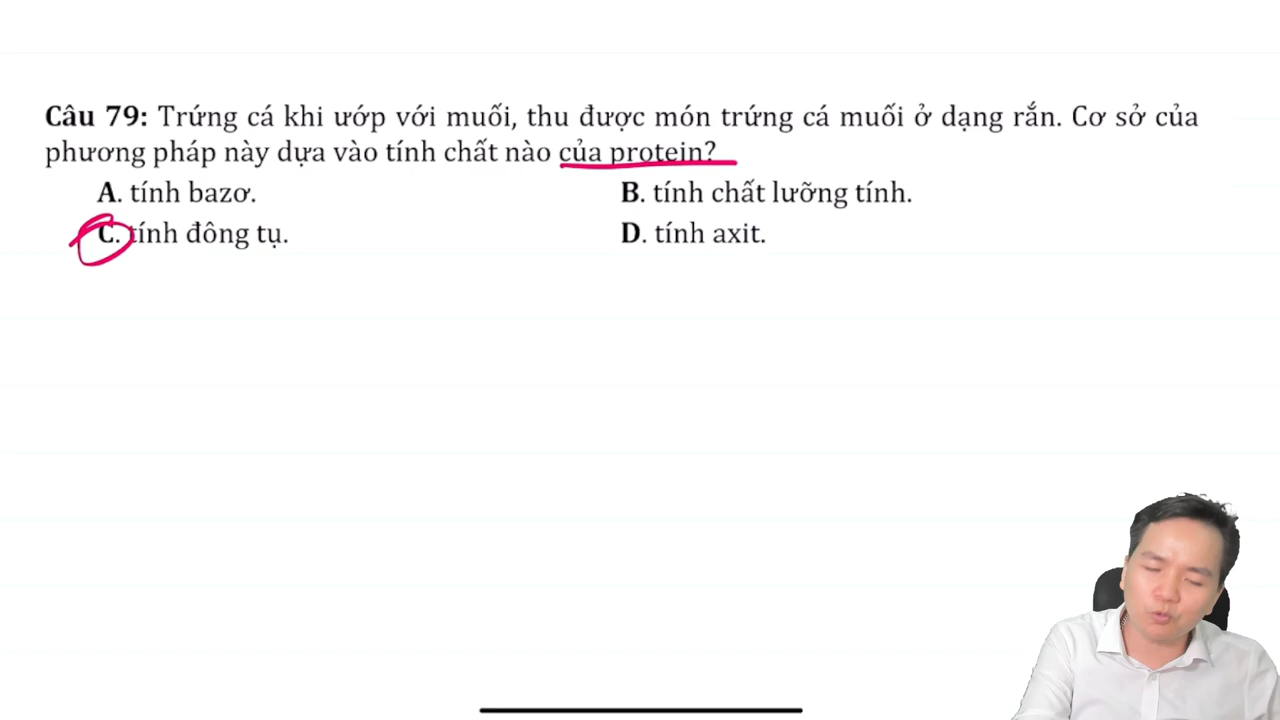 Câu 79: Trứng cá khi ướp với muối, thu được món trứng cá muối ở dạng rắn. Cơ sở của
phương pháp này dựa vào tính chất nào của protein?
A. tính bazơ. B. tính chất lưỡng tính.
C. tính đông tụ. D. tính axit.